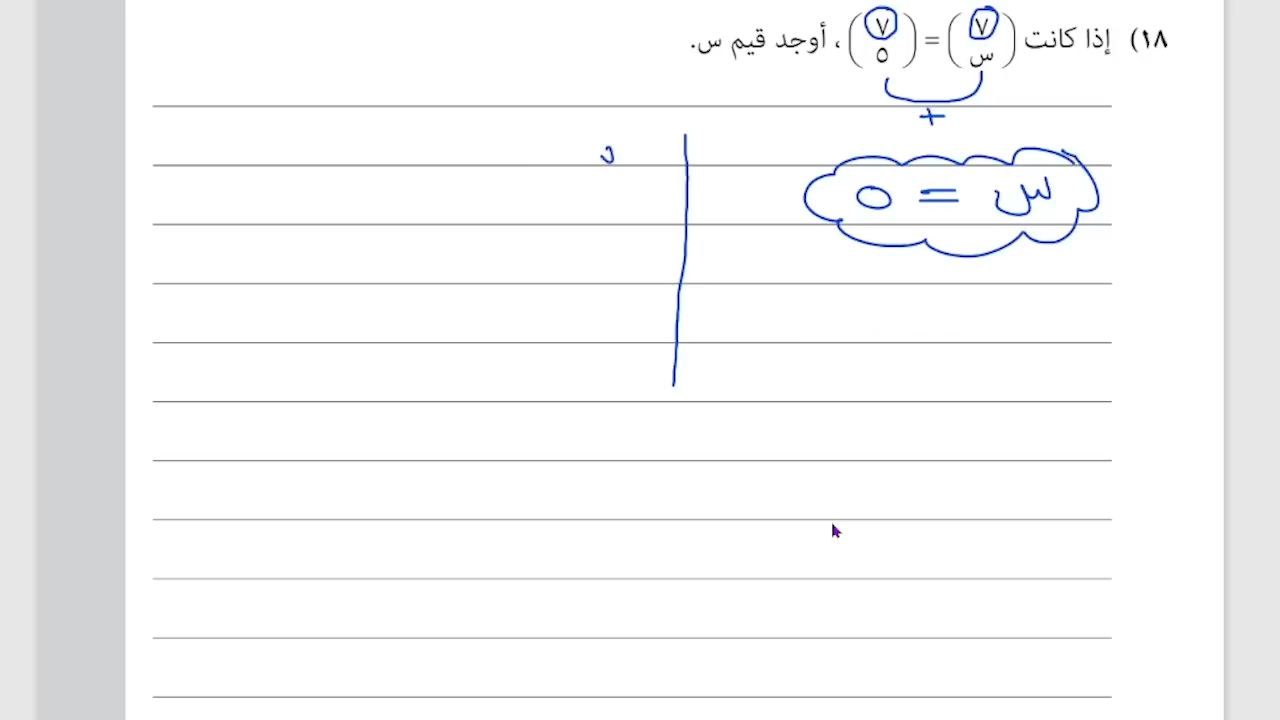 ١٨) إذا كانت (٧ س) = (٧ ٥) ، أوجد قيم س.
+
س = ٥